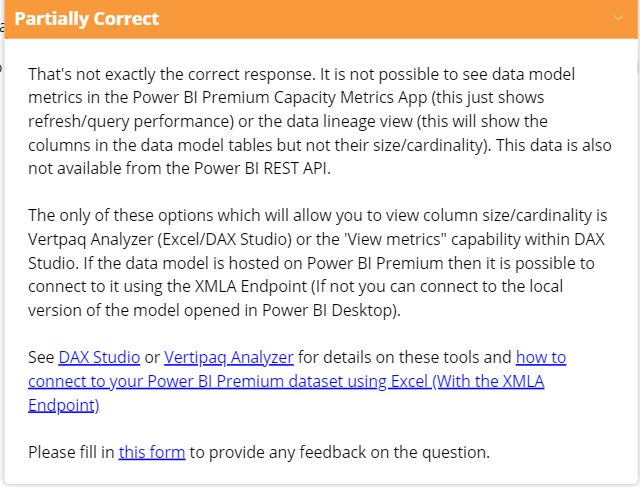 Partially Correct
That's not exactly the correct response. It is not possible to see data model
metrics in the Power BI Premium Capacity Metrics App (this just shows
refresh/query performance) or the data lineage view (this will show the
columns in the data model tables but not their size/cardinality). This data is also
not available from the Power BI REST API.
The only of these options which will allow you to view column size/cardinality is
Vertpaq Analyzer (Excel/DAX Studio) or the 'View metrics" capability within DAX
Studio. If the data model is hosted on Power BI Premium then it is possible to
connect to it using the XMLA Endpoint (If not you can connect to the local
version of the model opened in Power BI Desktop).
See DAX Studio or Vertipaq Analyzer for details on these tools and how to
connect to your Power BI Premium dataset using Excel (With the XMLA
Endpoint)
Please fill in this form to provide any feedback on the question.